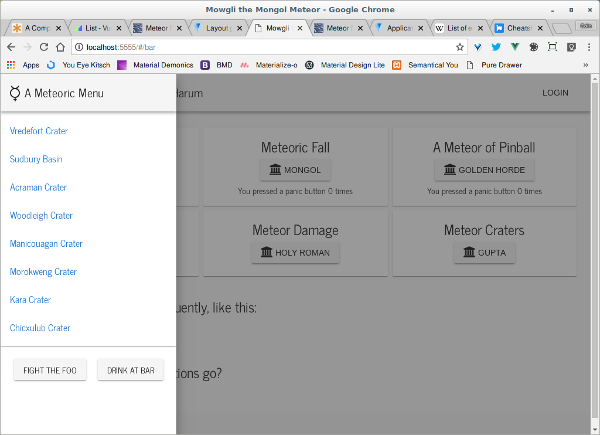 Mowgli the Mongol Meteor - Google Chrome
A Comp
List - Vu
Meteor
Layout
Mowgli
Meteor
Applica
List of e
Cheats
localhost:5555/#/bar
Apps
You Eye Kitsch
Material Demonics
BMD
Materialize-o
Material Design Lite
Semantical You
Pure Drawer
»
A Meteoric Menu
Harum
LOGIN
Vredefort Crater
Sudbury Basin
Acraman Crater
Woodleigh Crater
Manicouagan Crater
Morokweng Crater
Kara Crater
Chicxulub Crater
FIGHT THE FOO
DRINK AT BAR
Meteoric Fall
MONGOL
You pressed a panic button 0 times
A Meteor of Pinball
GOLDEN HORDE
You pressed a panic button 0 times
Meteor Damage
HOLY ROMAN
Meteor Craters
GUPTA
uently, like this:
tions go?